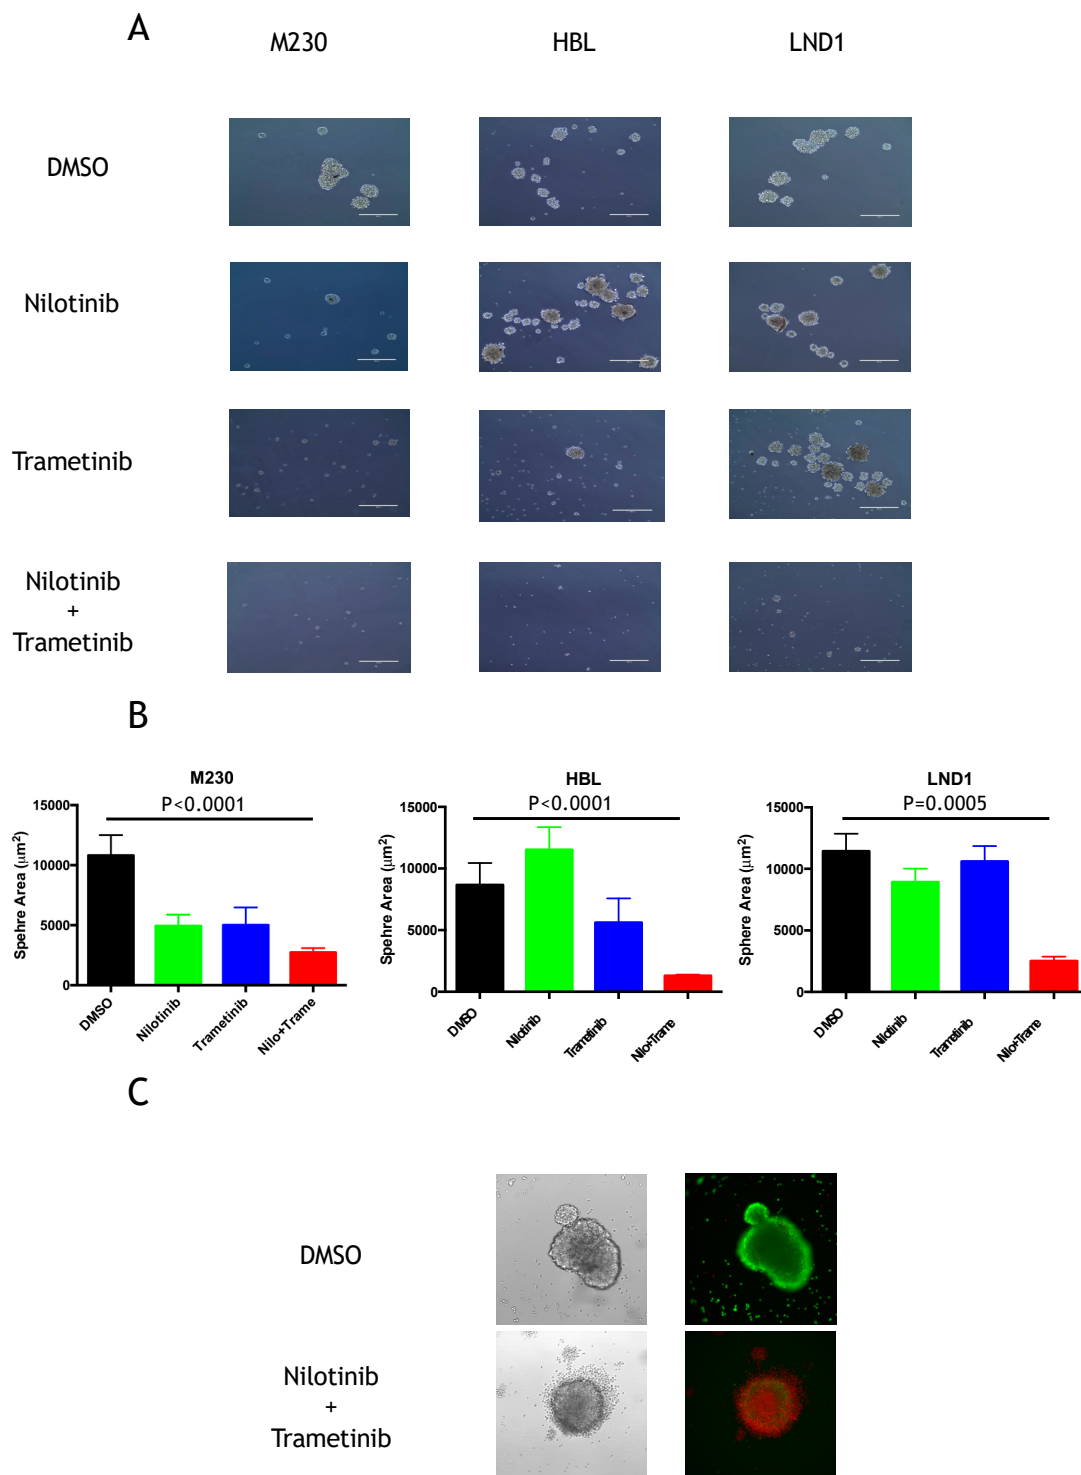 A
M230 HBL LND1
DMSO
Nilotinib
Trametinib
Nilotinib
+
Trametinib
B
M230
P<0.0001
15000
10000
5000
0
Spehre Area (μm²)
DMSO
Nilotinib
Trametinib
Nilo+Trame
HBL
P<0.0001
15000
10000
5000
0
Spehre Area (μm²)
DMSO
Nilotinib
Trametinib
Nilo+Trame
LND1
P=0.0005
15000
10000
5000
0
Sphere Area (μm²)
DMSO
Nilotinib
Trametinib
Nilo+Trame
C
DMSO
Nilotinib
+
Trametinib